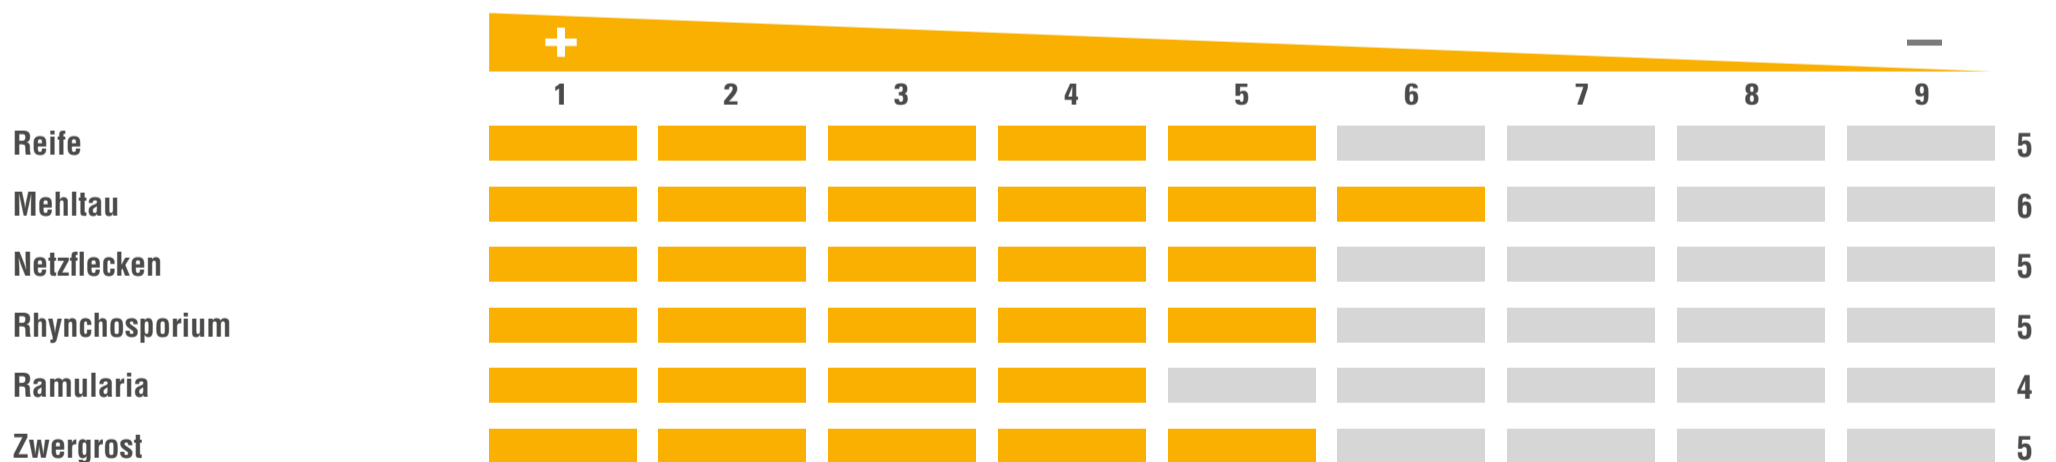 + –
1 2 3 4 5 6 7 8 9
Reife 5
Mehltau 6
Netzflecken 5
Rhynchosporium 5
Ramularia 4
Zwergrost 5